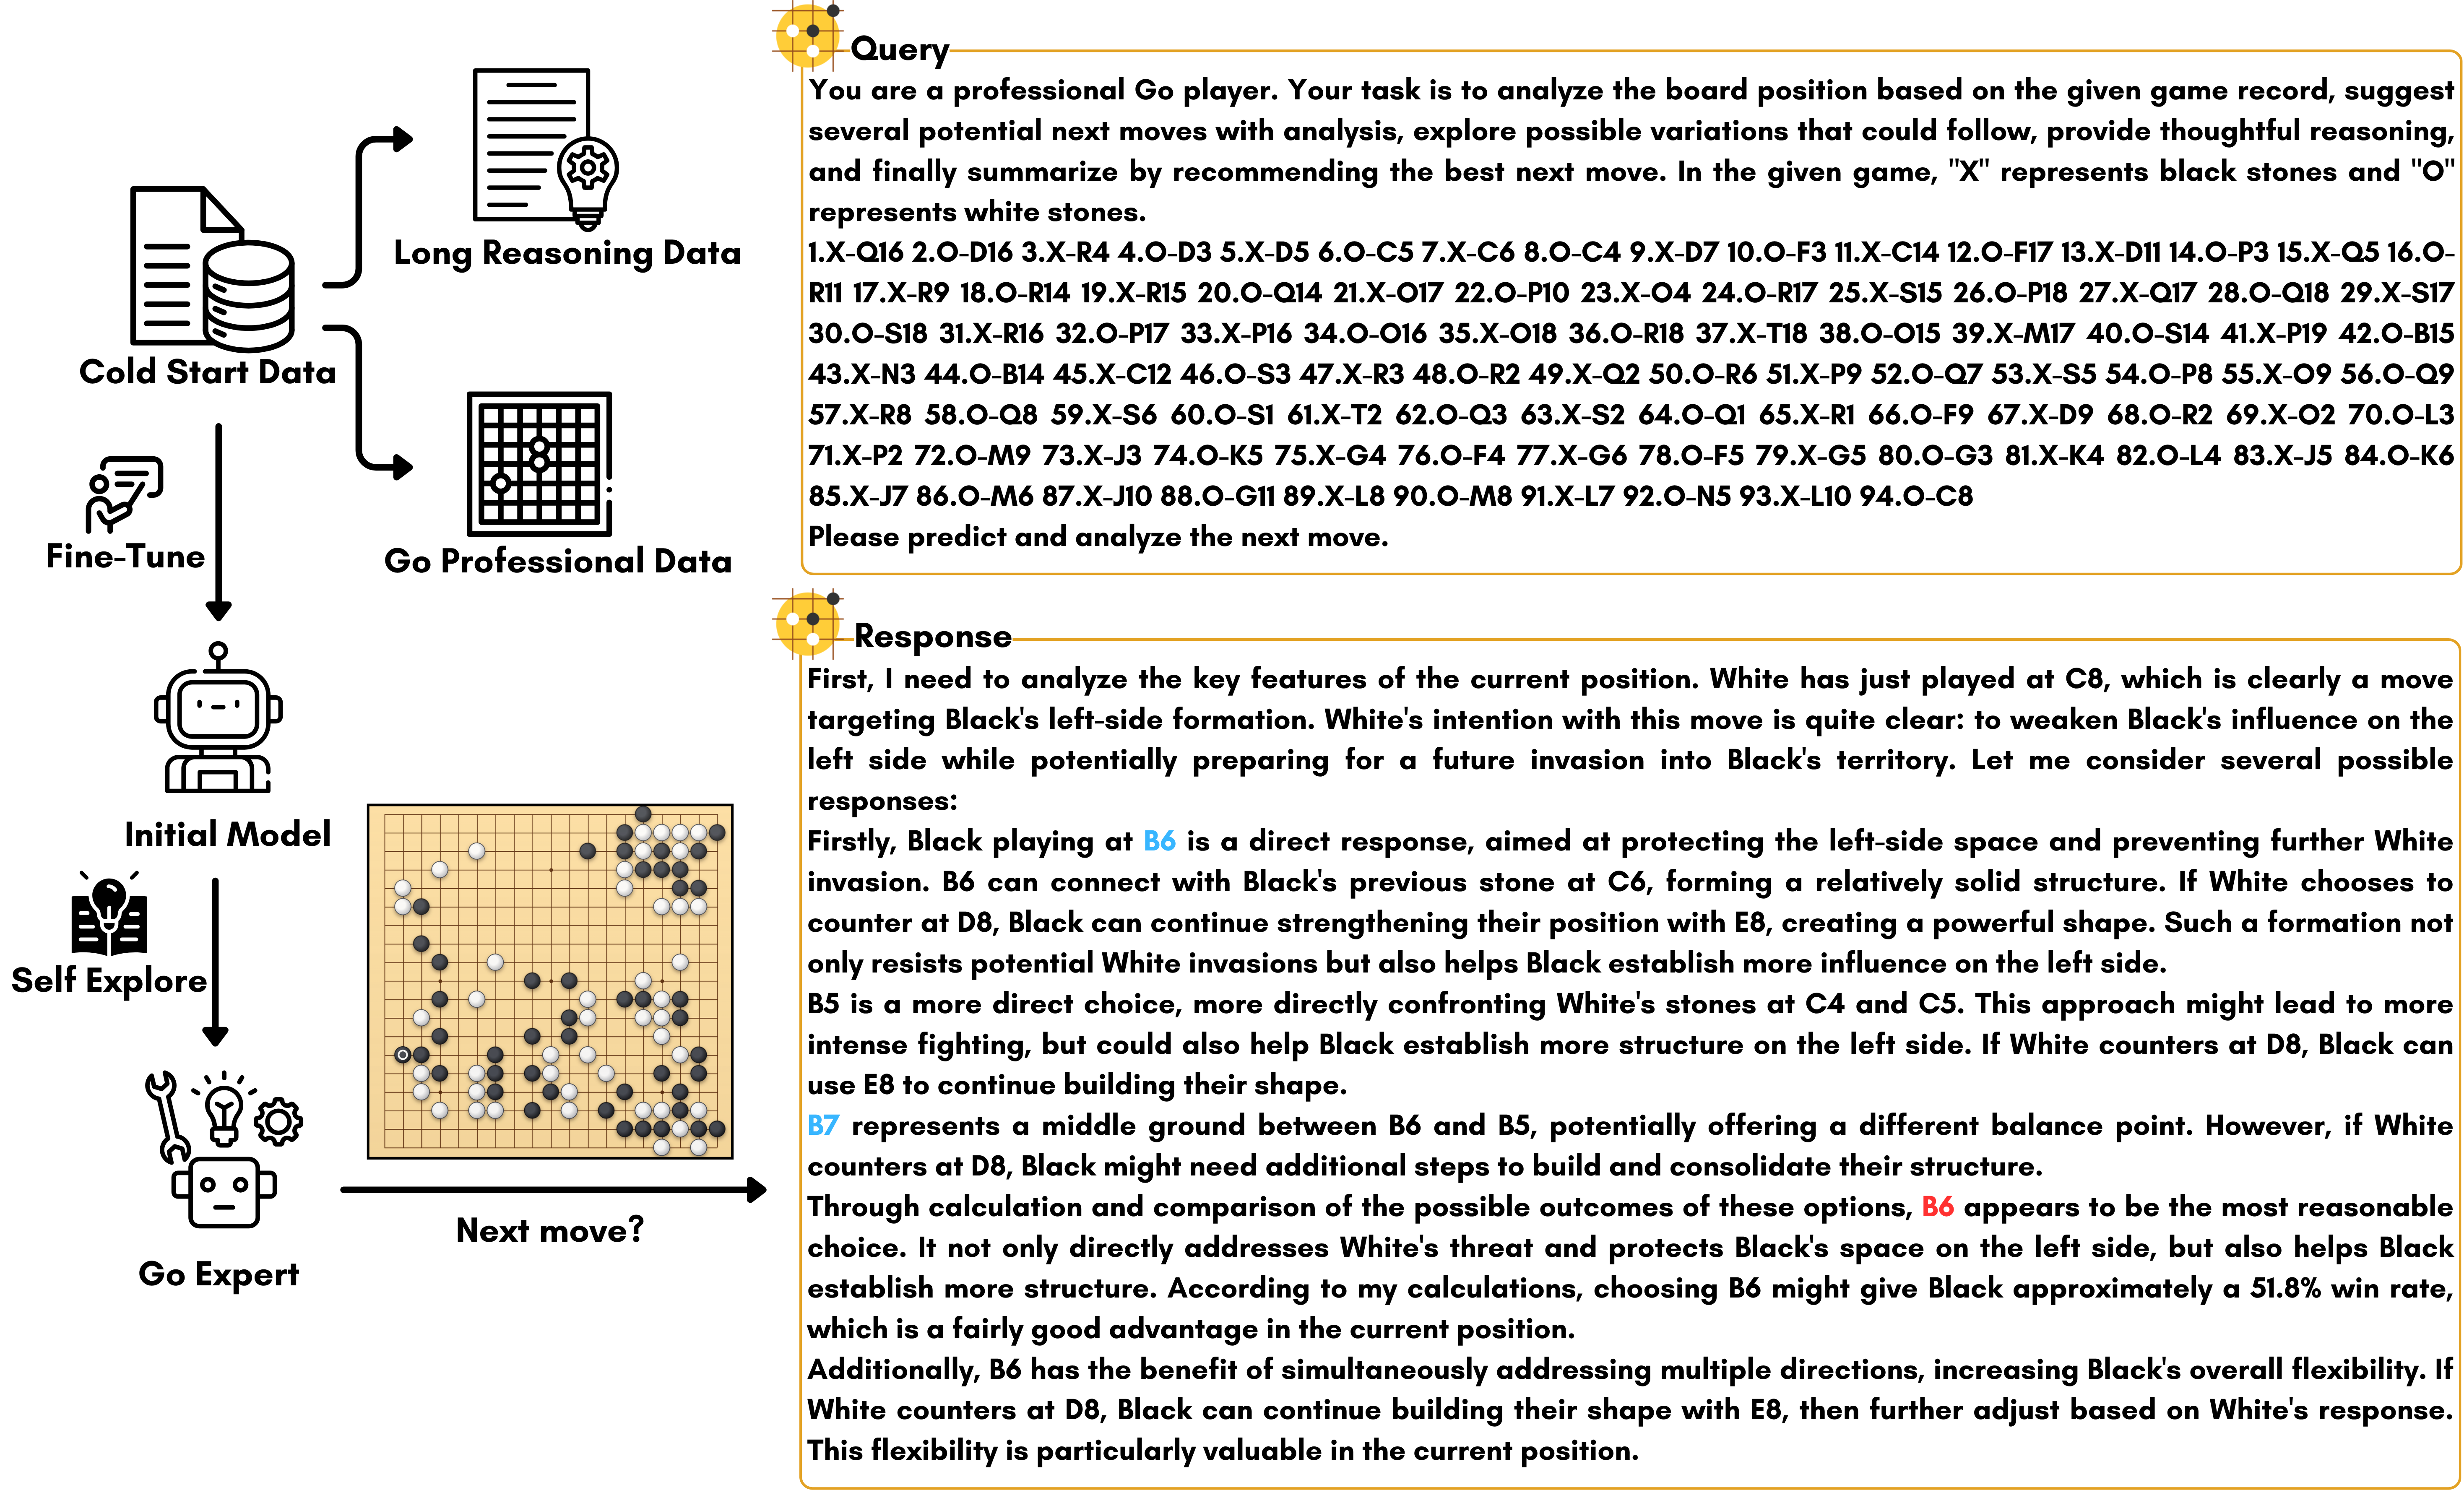 Long Reasoning Data
Cold Start Data
Fine-Tune
Go Professional Data
Initial Model
Self Explore
Go Expert
Next move?
Query
You are a professional Go player. Your task is to analyze the board position based on the given game record, suggest
several potential next moves with analysis, explore possible variations that could follow, provide thoughtful reasoning,
and finally summarize by recommending the best next move. In the given game, "X" represents black stones and "O"
represents white stones.
1.X-Q16 2.O-D16 3.X-R4 4.O-D3 5.X-D5 6.O-C5 7.X-C6 8.O-C4 9.X-D7 10.O-F3 11.X-C14 12.O-F17 13.X-D11 14.O-P3 15.X-Q5 16.O-
R11 17.X-R9 18.O-R14 19.X-R15 20.O-Q14 21.X-O17 22.O-P10 23.X-O4 24.O-R17 25.X-S15 26.O-P18 27.X-Q17 28.O-Q18 29.X-S17
30.O-S18 31.X-R16 32.O-P17 33.X-P16 34.O-O16 35.X-O18 36.O-R18 37.X-T18 38.O-O15 39.X-M17 40.O-S14 41.X-P19 42.O-B15
43.X-N3 44.O-B14 45.X-C12 46.O-S3 47.X-R3 48.O-R2 49.X-Q2 50.O-R6 51.X-P9 52.O-Q7 53.X-S5 54.O-P8 55.X-O9 56.O-Q9
57.X-R8 58.O-Q8 59.X-S6 60.O-S1 61.X-T2 62.O-Q3 63.X-S2 64.O-Q1 65.X-R1 66.O-F9 67.X-D9 68.O-R2 69.X-O2 70.O-L3
71.X-P2 72.O-M9 73.X-J3 74.O-K5 75.X-G4 76.O-F4 77.X-G6 78.O-F5 79.X-G5 80.O-G3 81.X-K4 82.O-L4 83.X-J5 84.O-K6
85.X-J7 86.O-M6 87.X-J10 88.O-G11 89.X-L8 90.O-M8 91.X-L7 92.O-N5 93.X-L10 94.O-C8
Please predict and analyze the next move.
Response
First, I need to analyze the key features of the current position. White has just played at C8, which is clearly a move
targeting Black's left-side formation. White's intention with this move is quite clear: to weaken Black's influence on the
left side while potentially preparing for a future invasion into Black's territory. Let me consider several possible
responses:
Firstly, Black playing at B6 is a direct response, aimed at protecting the left-side space and preventing further White
invasion. B6 can connect with Black's previous stone at C6, forming a relatively solid structure. If White chooses to
counter at D8, Black can continue strengthening their position with E8, creating a powerful shape. Such a formation not
only resists potential White invasions but also helps Black establish more influence on the left side.
B5 is a more direct choice, more directly confronting White's stones at C4 and C5. This approach might lead to more
intense fighting, but could also help Black establish more structure on the left side. If White counters at D8, Black can
use E8 to continue building their shape.
B7 represents a middle ground between B6 and B5, potentially offering a different balance point. However, if White
counters at D8, Black might need additional steps to build and consolidate their structure.
Through calculation and comparison of the possible outcomes of these options, B6 appears to be the most reasonable
choice. It not only directly addresses White's threat and protects Black's space on the left side, but also helps Black
establish more structure. According to my calculations, choosing B6 might give Black approximately a 51.8% win rate,
which is a fairly good advantage in the current position.
Additionally, B6 has the benefit of simultaneously addressing multiple directions, increasing Black's overall flexibility. If
White counters at D8, Black can continue building their shape with E8, then further adjust based on White's response.
This flexibility is particularly valuable in the current position.